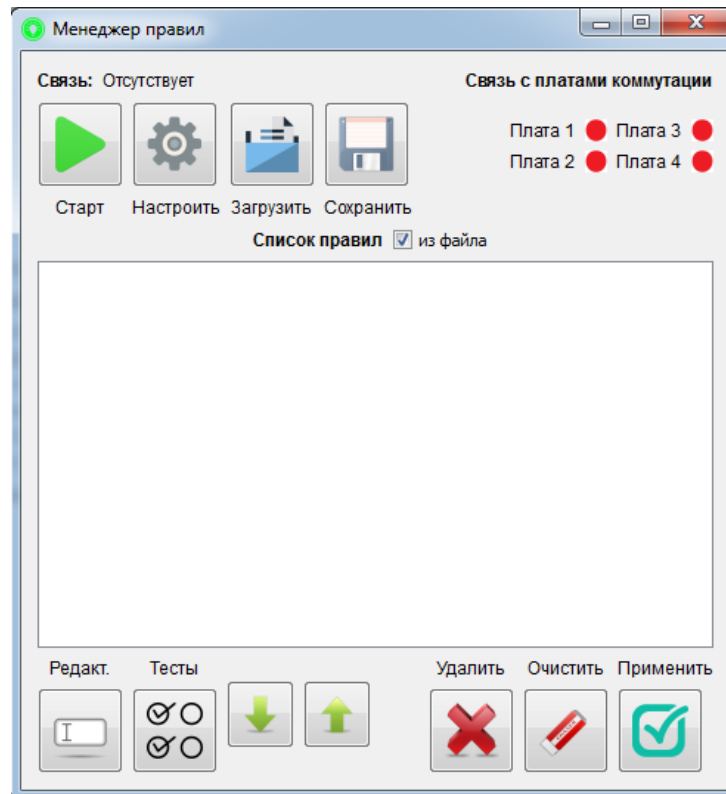 Менеджер правил
Связь: Отсутствует
Связь с платами коммутации
Плата 1 Плата 3
Плата 2 Плата 4
Старт Настроить Загрузить Сохранить
Список правил из файла
Редакт. Тесты Удалить Очистить Применить